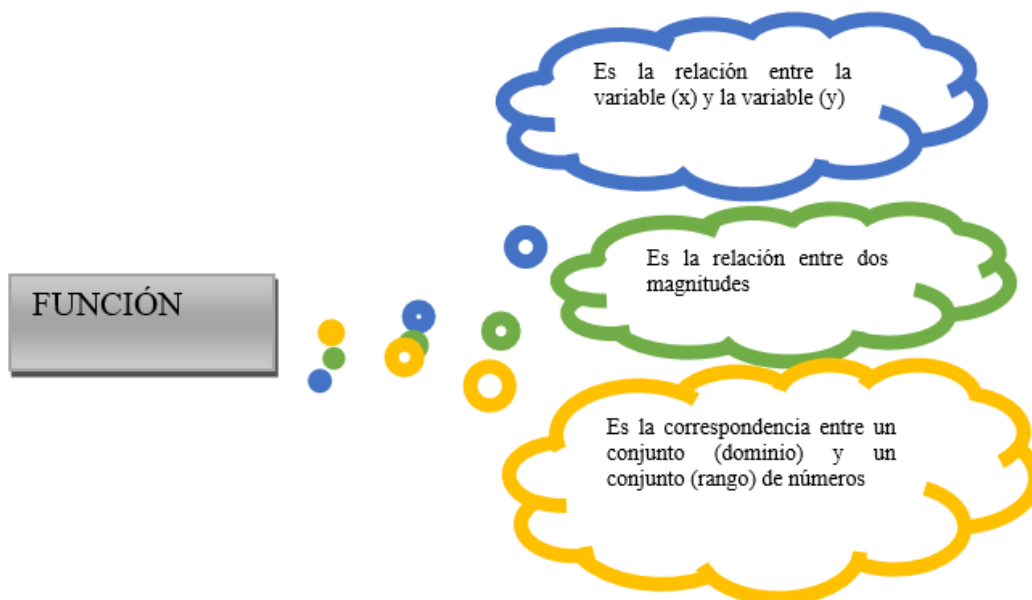 Es la relación entre la
variable (x) y la variable (y)
Es la relación entre dos
magnitudes
FUNCIÓN
Es la correspondencia entre un
conjunto (dominio) y un
conjunto (rango) de números